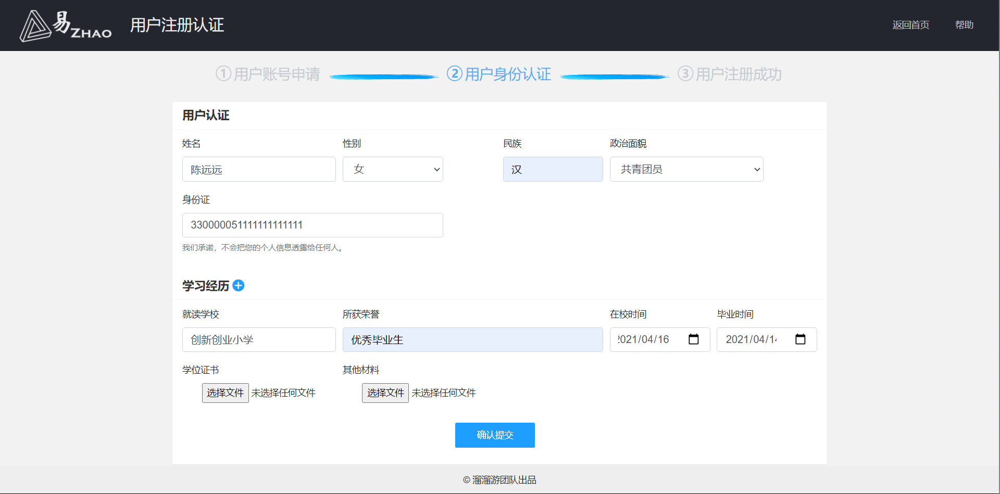 易ZHAO 用户注册认证 返回首页 帮助
① 用户账号申请 ② 用户身份认证 ③ 用户注册成功
用户认证
姓名 性别 民族 政治面貌
陈远远 女 汉 共青团员
身份证
330000051111111111111
我们承诺，不会把您的个人信息透露给任何人。
学习经历
就读学校 所获荣誉 在校时间 毕业时间
创新创业小学 优秀毕业生 2021/04/16 2021/04/14
学位证书 其他材料
选择文件 未选择任何文件 选择文件 未选择任何文件
确认提交
© 溜溜游团队出品